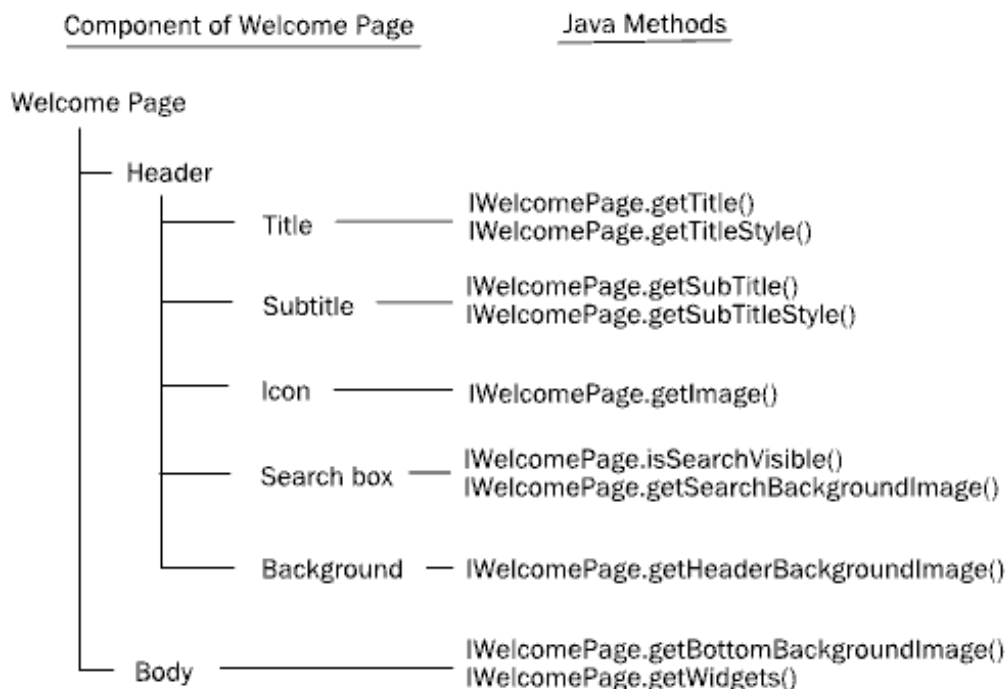 Component of Welcome Page
Java Methods
Welcome Page
Header
Title
IWelcomePage.getTitle()
IWelcomePage.getTitleStyle()
Subtitle
IWelcomePage.getSubTitle()
IWelcomePage.getSubTitleStyle()
Icon
IWelcomePage.getImage()
Search box
IWelcomePage.isSearchVisible()
IWelcomePage.getSearchBackgroundImage()
Background
IWelcomePage.getHeaderBackgroundImage()
Body
IWelcomePage.getBottomBackgroundImage()
IWelcomePage.getWidgets()